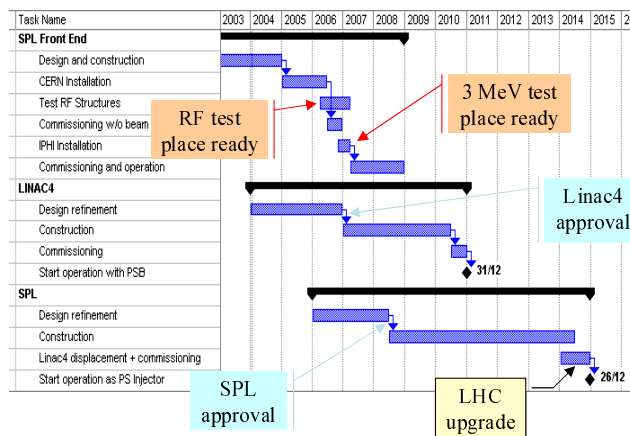 Task Name 2003 2004 2005 2006 2007 2008 2009 2010 2011 2012 2013 2014 2015 2
SPL Front End
Design and construction
CERN Installation
Test RF Structures
Commissioning w/o beam
IPHI Installation
Commissioning and operation
RF test
place ready
3 MeV test
place ready
LINAC4
Design refinement
Construction
Commissioning
Start operation with PSB
31/12
Linac4
approval
SPL
Design refinement
Construction
Linac4 displacement + commissioning
Start operation as PS Injector
26/12
SPL
approval
LHC
upgrade